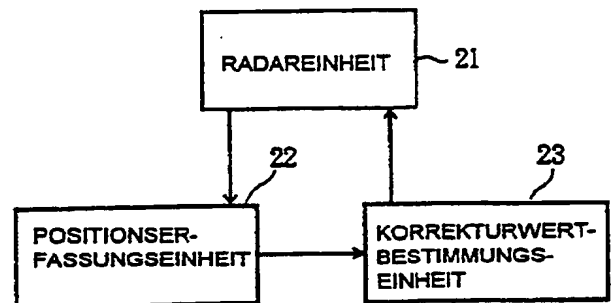 RADAREINHEIT
21
22
23
POSITIONSER-
FASSUNGSEINHEIT
KORREKTURWERT-
BESTIMMUNGS-
EINHEIT